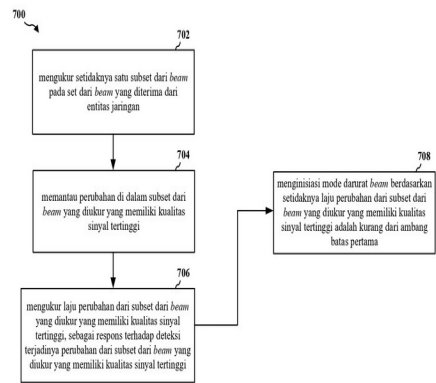 700
702
mengukur setidaknya satu subset dari beam
pada set dari beam yang diterima dari
entitas jaringan
704
memantau perubahan di dalam subset dari
beam yang diukur yang memiliki kualitas
sinyal tertinggi
706
mengukur laju perubahan dari subset dari beam
yang diukur yang memiliki kualitas sinyal
tertinggi, sebagai respons terhadap deteksi
terjadinya perubahan dari subset dari beam yang
diukur yang memiliki kualitas sinyal tertinggi
708
menginisiasi mode darurat beam berdasarkan
setidaknya laju perubahan dari subset dari
beam yang diukur yang memiliki kualitas
sinyal tertinggi adalah kurang dari ambang
batas pertama